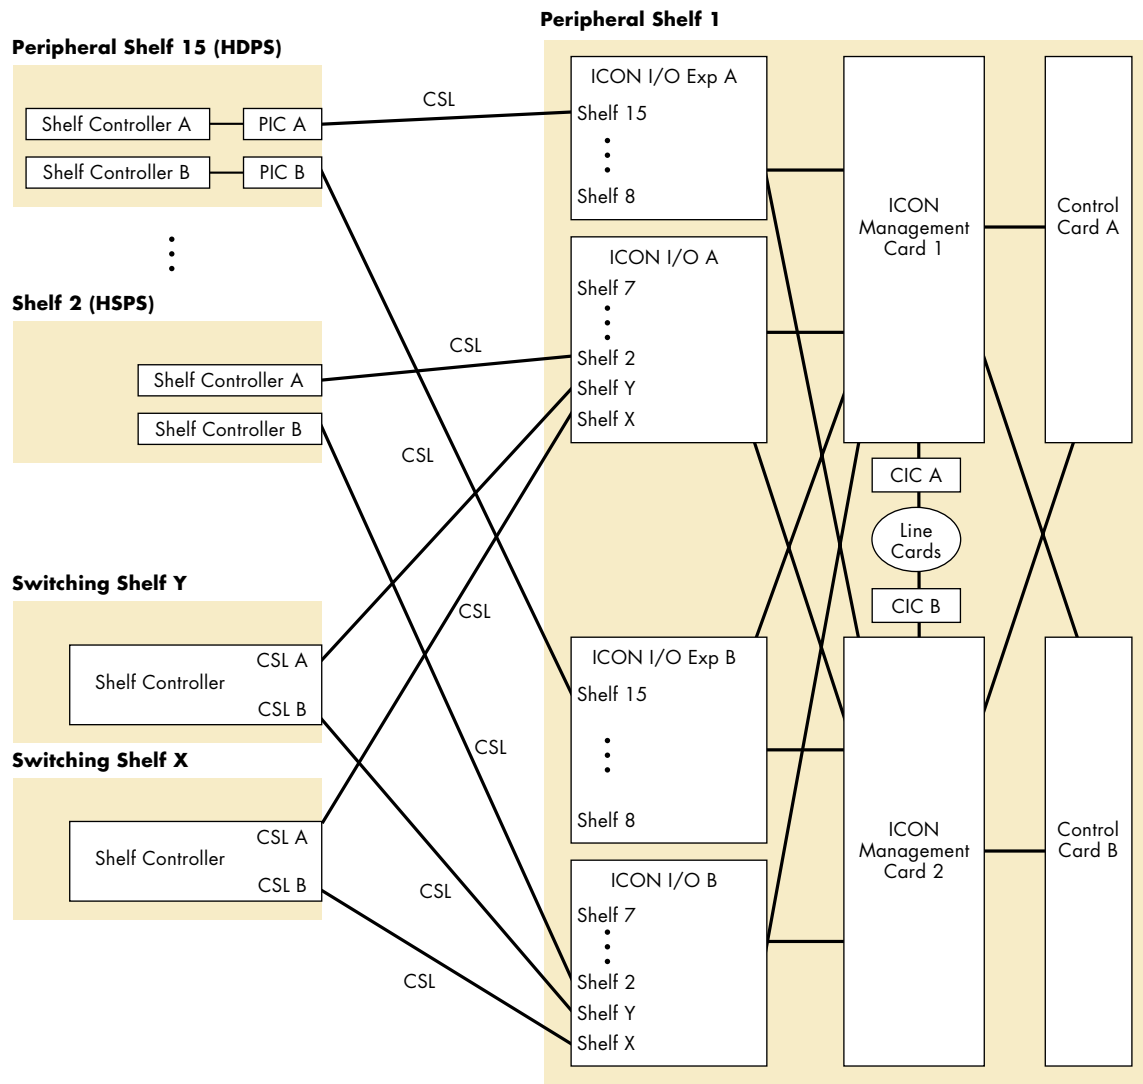 Peripheral Shelf 1
Peripheral Shelf 15 (HDPS)
Shelf Controller A
PIC A
Shelf Controller B
PIC B
CSL
Shelf 2 (HSPS)
Shelf Controller A
Shelf Controller B
CSL
CSL
Switching Shelf Y
Shelf Controller
CSL A
CSL B
CSL
CSL
Switching Shelf X
Shelf Controller
CSL A
CSL B
CSL
CSL
ICON I/O Exp A
Shelf 15
Shelf 8
ICON I/O A
Shelf 7
Shelf 2
Shelf Y
Shelf X
ICON I/O Exp B
Shelf 15
Shelf 8
ICON I/O B
Shelf 7
Shelf 2
Shelf Y
Shelf X
ICON
Management
Card 1
Control
Card A
CIC A
Line
Cards
CIC B
ICON
Management
Card 2
Control
Card B